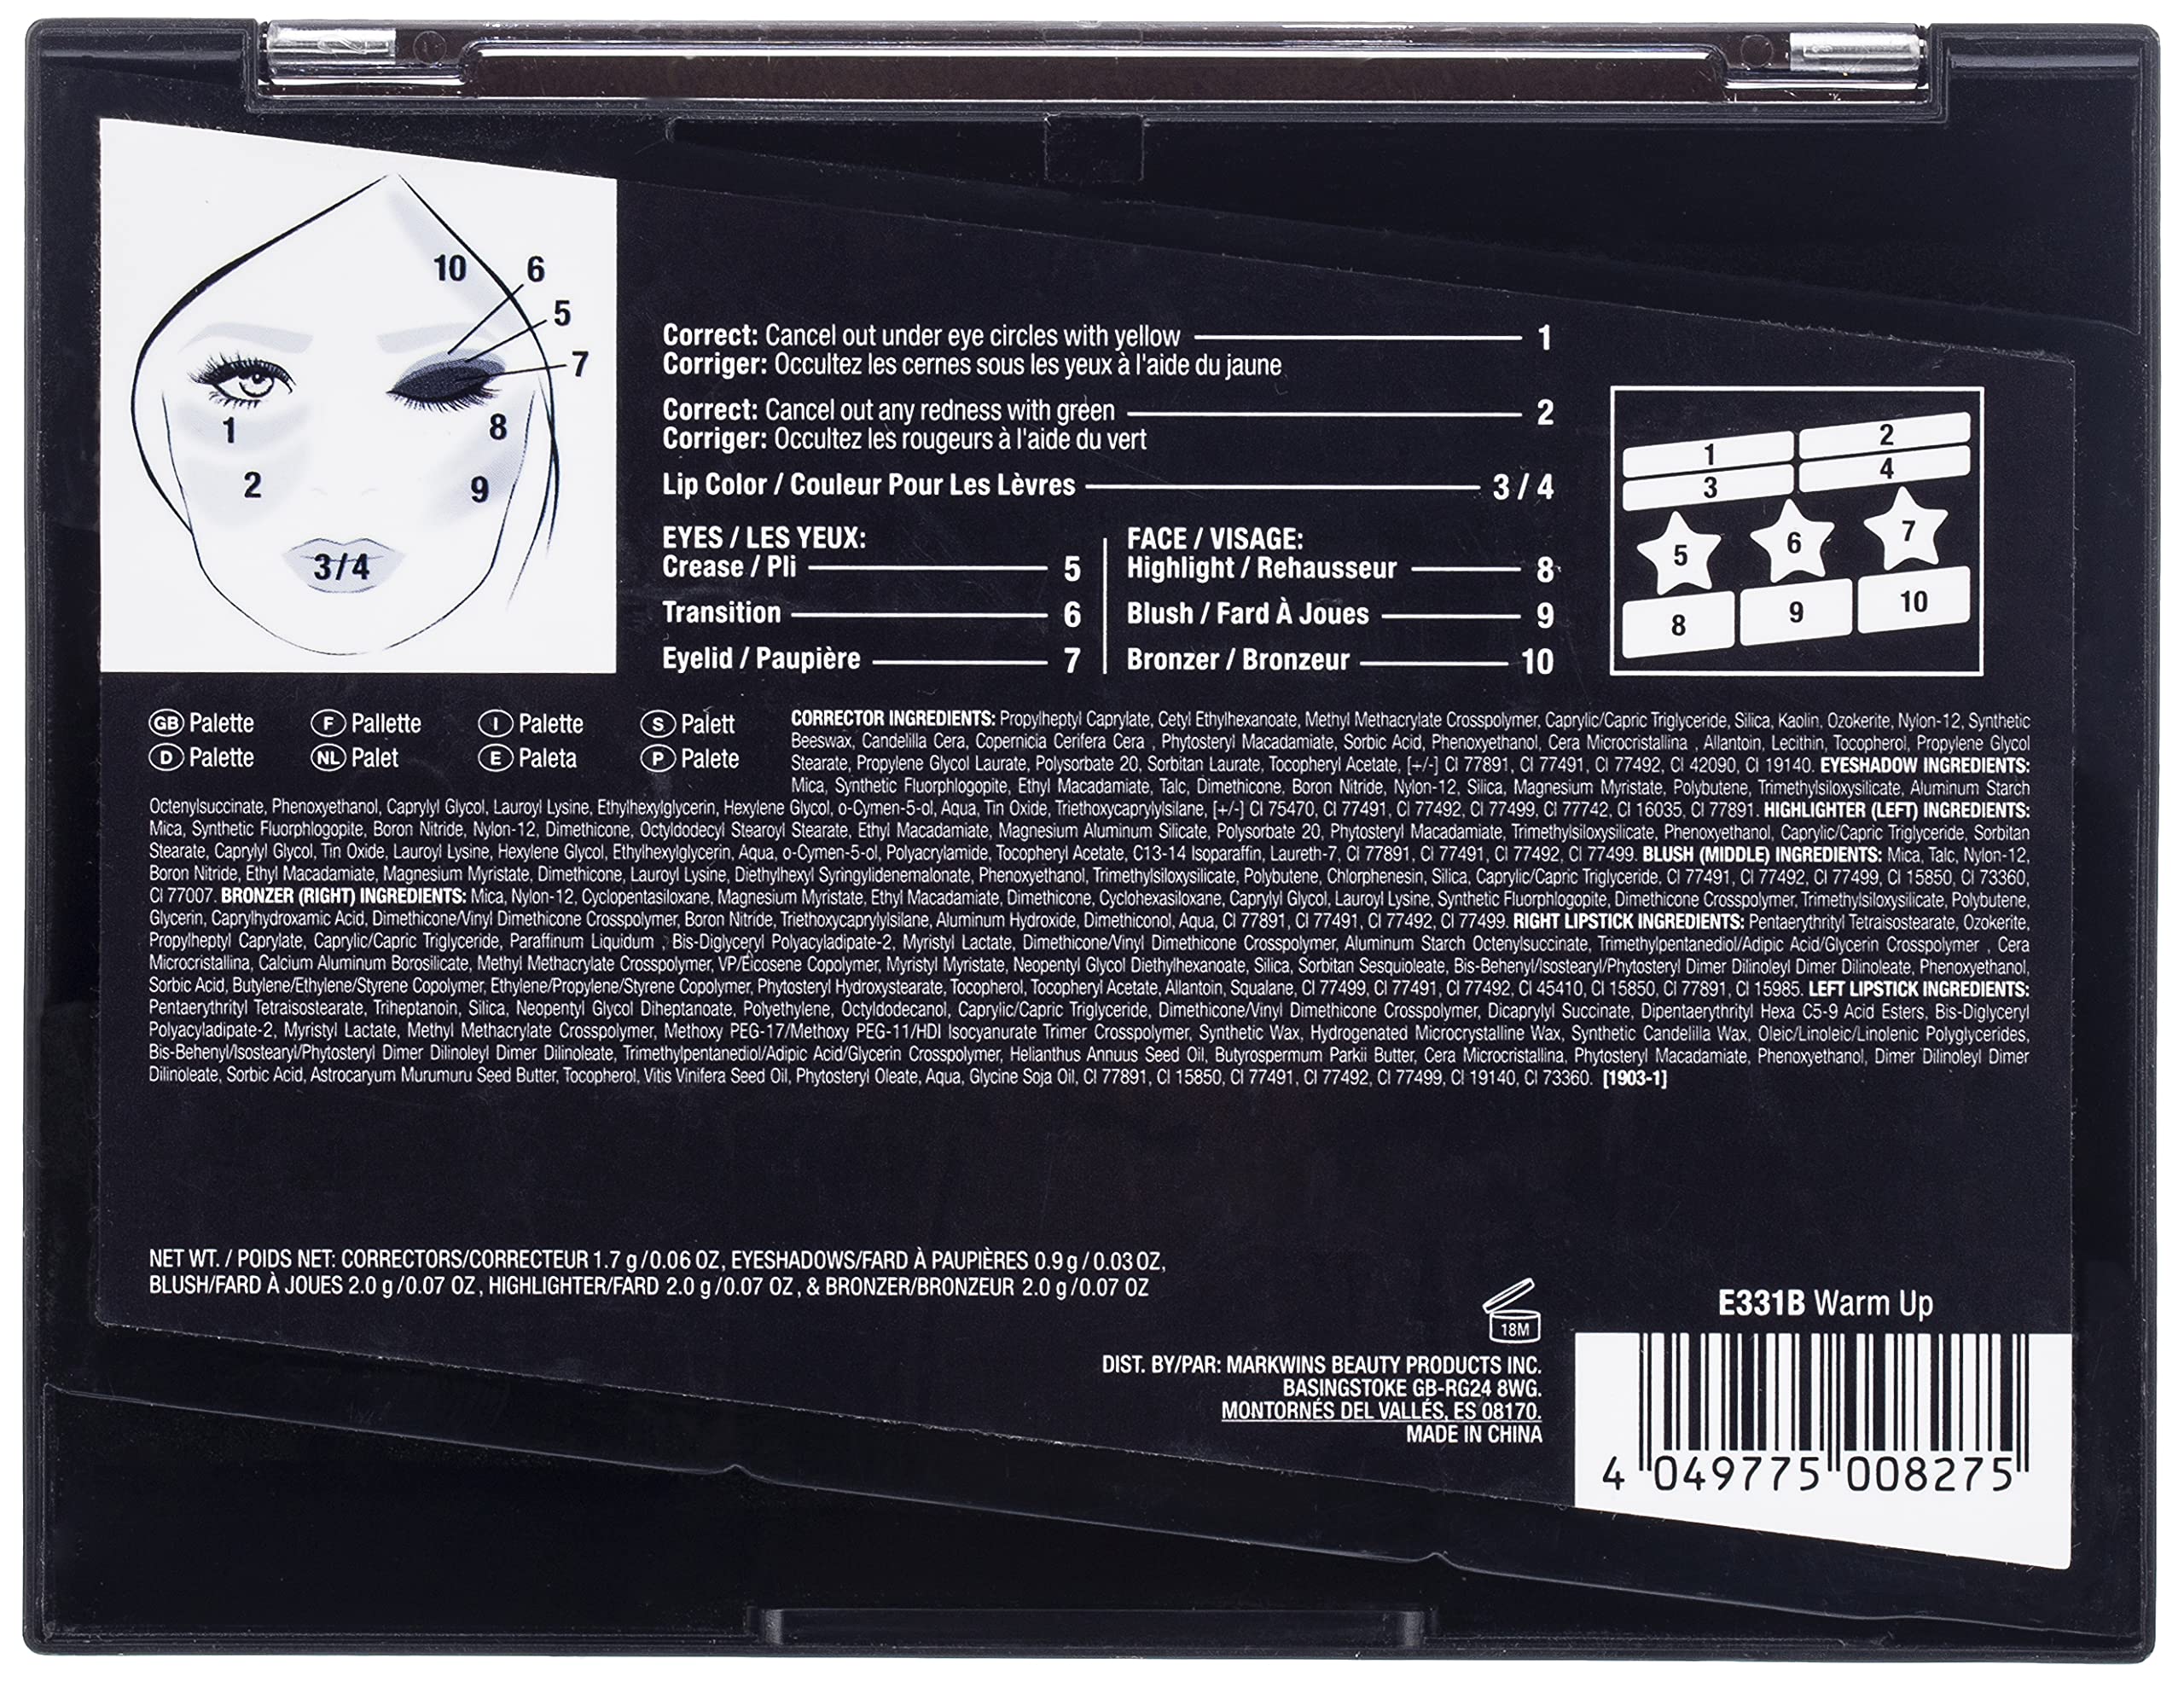 10
6
5
7
1
8
2
9
3/4
Correct: Cancel out under eye circles with yellow 1
Corriger: Occultez les cernes sous les yeux à l'aide du jaune
Correct: Cancel out any redness with green 2
Corriger: Occultez les rougeurs à l'aide du vert
Lip Color / Couleur Pour Les Lèvres 3 / 4
EYES / LES YEUX:
Crease / Pli 5
Transition 6
Eyelid / Paupière 7
FACE / VISAGE:
Highlight / Rehausseur 8
Blush / Fard À Joues 9
Bronzer / Bronzeur 10
1 2
3 4
5 6 7
8 9 10
GB Palette F Pallette I Palette S Palett
D Palette NL Palet E Paleta P Palete
CORRECTOR INGREDIENTS: Propylheptyl Caprylate, Cetyl Ethylhexanoate, Methyl Methacrylate Crosspolymer, Caprylic/Capric Triglyceride, Silica, Kaolin, Ozokerite, Nylon-12, Synthetic
Beeswax, Candelilla Cera, Copernicia Cerifera Cera , Phytosteryl Macadamiate, Sorbic Acid, Phenoxyethanol, Cera Microcristallina , Allantoin, Lecithin, Tocopherol, Propylene Glycol
Stearate, Propylene Glycol Laurate, Polysorbate 20, Sorbitan Laurate, Tocopheryl Acetate, [+/-] CI 77891, CI 77491, CI 77492, CI 42090, CI 19140. EYESHADOW INGREDIENTS:
Mica, Synthetic Fluorphlogopite, Ethyl Macadamiate, Talc, Dimethicone, Boron Nitride, Nylon-12, Silica, Magnesium Myristate, Polybutene, Trimethylsiloxysilicate, Aluminum Starch
Octenylsuccinate, Phenoxyethanol, Caprylyl Glycol, Lauroyl Lysine, Ethylhexylglycerin, Hexylene Glycol, o-Cymen-5-ol, Aqua, Tin Oxide, Triethoxycaprylylsilane, [+/-] CI 75470, CI 77491, CI 77492, CI 77499, CI 77742, CI 16035, CI 77891. HIGHLIGHTER (LEFT) INGREDIENTS:
Mica, Synthetic Fluorphlogopite, Boron Nitride, Nylon-12, Dimethicone, Octyldodecyl Stearoyl Stearate, Ethyl Macadamiate, Magnesium Aluminum Silicate, Polysorbate 20, Phytosteryl Macadamiate, Trimethylsiloxysilicate, Phenoxyethanol, Caprylic/Capric Triglyceride, Sorbitan
Stearate, Caprylyl Glycol, Tin Oxide, Lauroyl Lysine, Hexylene Glycol, Ethylhexylglycerin, Aqua, o-Cymen-5-ol, Polyacrylamide, Tocopheryl Acetate, C13-14 Isoparaffin, Laureth-7, CI 77891, CI 77491, CI 77492, CI 77499. BLUSH (MIDDLE) INGREDIENTS: Mica, Talc, Nylon-12,
Boron Nitride, Ethyl Macadamiate, Magnesium Myristate, Dimethicone, Lauroyl Lysine, Diethylhexyl Syringylidenemalonate, Phenoxyethanol, Trimethylsiloxysilicate, Polybutene, Chlorphenesin, Silica, Caprylic/Capric Triglyceride, CI 77491, CI 77492, CI 77499, CI 15850, CI 73360,
CI 77007. BRONZER (RIGHT) INGREDIENTS: Mica, Nylon-12, Cyclopentasiloxane, Magnesium Myristate, Ethyl Macadamiate, Dimethicone, Cyclohexasiloxane, Caprylyl Glycol, Lauroyl Lysine, Synthetic Fluorphlogopite, Dimethicone Crosspolymer, Trimethylsiloxysilicate, Polybutene,
Glycerin, Caprylhydroxamic Acid, Dimethicone/Vinyl Dimethicone Crosspolymer, Boron Nitride, Triethoxycaprylylsilane, Aluminum Hydroxide, Dimethiconol, Aqua, CI 77891, CI 77491, CI 77492, CI 77499. RIGHT LIPSTICK INGREDIENTS: Pentaerythrityl Tetraisostearate, Ozokerite,
Propylheptyl Caprylate, Caprylic/Capric Triglyceride, Paraffinum Liquidum , Bis-Diglyceryl Polyacyladipate-2, Myristyl Lactate, Dimethicone/Vinyl Dimethicone Crosspolymer, Aluminum Starch Octenylsuccinate, Trimethylpentanediol/Adipic Acid/Glycerin Crosspolymer , Cera
Microcristallina, Calcium Aluminum Borosilicate, Methyl Methacrylate Crosspolymer, VP/Eicosene Copolymer, Myristyl Myristate, Neopentyl Glycol Diethylhexanoate, Silica, Sorbitan Sesquioleate, Bis-Behenyl/Isostearyl/Phytosteryl Dimer Dilinoleyl Dimer Dilinoleate, Phenoxyethanol,
Sorbic Acid, Butylene/Ethylene/Styrene Copolymer, Ethylene/Propylene/Styrene Copolymer, Phytosteryl Hydroxystearate, Tocopherol, Tocopheryl Acetate, Allantoin, Squalane, CI 77499, CI 77491, CI 77492, CI 45410, CI 15850, CI 77891, CI 15985. LEFT LIPSTICK INGREDIENTS:
Pentaerythrityl Tetraisostearate, Triheptanoin, Silica, Neopentyl Glycol Diheptanoate, Polyethylene, Octyldodecanol, Caprylic/Capric Triglyceride, Dimethicone/Vinyl Dimethicone Crosspolymer, Dicaprylyl Succinate, Dipentaerythrityl Hexa C5-9 Acid Esters, Bis-Diglyceryl
Polyacyladipate-2, Myristyl Lactate, Methyl Methacrylate Crosspolymer, Methoxy PEG-17/Methoxy PEG-11/HDI Isocyanurate Trimer Crosspolymer, Synthetic Wax, Hydrogenated Microcrystalline Wax, Synthetic Candelilla Wax, Oleic/Linoleic/Linolenic Polyglycerides,
Bis-Behenyl/Isostearyl/Phytosteryl Dimer Dilinoleyl Dimer Dilinoleate, Trimethylpentanediol/Adipic Acid/Glycerin Crosspolymer, Helianthus Annuus Seed Oil, Butyrospermum Parkii Butter, Cera Microcristallina, Phytosteryl Macadamiate, Phenoxyethanol, Dimer Dilinoleyl Dimer
Dilinoleate, Sorbic Acid, Astrocaryum Murumuru Seed Butter, Tocopherol, Vitis Vinifera Seed Oil, Phytosteryl Oleate, Aqua, Glycine Soja Oil, CI 77891, CI 15850, CI 77491, CI 77492, CI 77499, CI 19140, CI 73360. [1903-1]
NET WT. / POIDS NET: CORRECTORS/CORRECTEUR 1.7 g/0.06 OZ, EYESHADOWS/FARD À PAUPIÈRES 0.9 g / 0.03 OZ,
BLUSH/FARD À JOUES 2.0 g/0.07 OZ, HIGHLIGHTER/FARD 2.0 g/0.07 OZ, & BRONZER/BRONZEUR 2.0 g/0.07 OZ
18M
DIST. BY/PAR: MARKWINS BEAUTY PRODUCTS INC.
BASINGSTOKE GB-RG24 8WG.
MONTORNÉS DEL VALLÉS, ES 08170.
MADE IN CHINA
E331B Warm Up
4 049775 008275